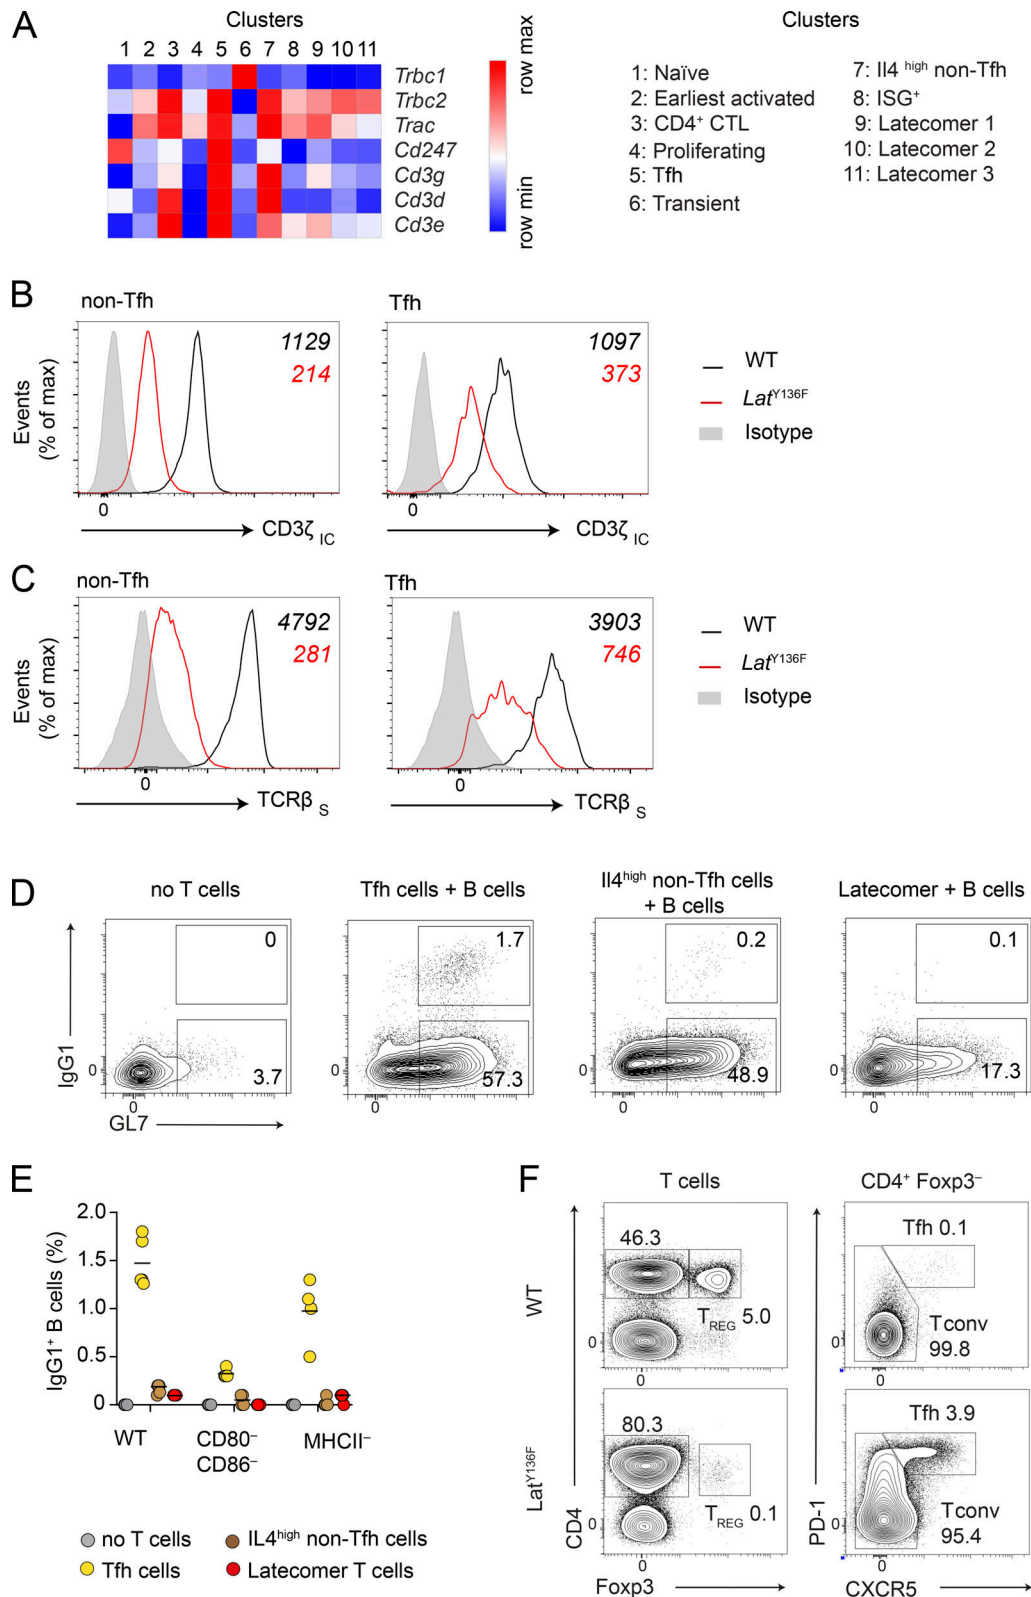 A
Clusters
1 2 3 4 5 6 7 8 9 10 11
Trbc1
Trbc2
Trac
Cd247
Cd3g
Cd3d
Cd3e
row max
row min
Clusters
1: Naïve
2: Earliest activated
3: CD4+ CTL
4: Proliferating
5: Tfh
6: Transient
7: Il4 high non-Tfh
8: ISG+
9: Latecomer 1
10: Latecomer 2
11: Latecomer 3
B
non-Tfh
Events
(% of max)
1129
214
0
CD3ζ IC
Tfh
1097
373
0
CD3ζ IC
WT
LatY136F
Isotype
C
non-Tfh
Events
(% of max)
4792
281
0
TCRβ S
Tfh
3903
746
0
TCRβ S
WT
LatY136F
Isotype
D
no T cells
Tfh cells + B cells
Il4high non-Tfh cells
+ B cells
Latecomer + B cells
IgG1
0
3.7
0
0
GL7
1.7
57.3
0
0
0.2
48.9
0
0
0.1
17.3
0
0
E
IgG1+ B cells (%)
2.0
1.5
1.0
0.5
0
WT
CD80–
CD86–
MHCII–
no T cells
Tfh cells
IL4high non-Tfh cells
Latecomer T cells
F
T cells
CD4+ Foxp3–
WT
46.3
TREG 5.0
0
0
Tfh 0.1
Tconv
99.8
0
0
LatY136F
CD4
80.3
TREG 0.1
0
0
Foxp3
PD-1
Tfh 3.9
Tconv
95.4
0
0
CXCR5